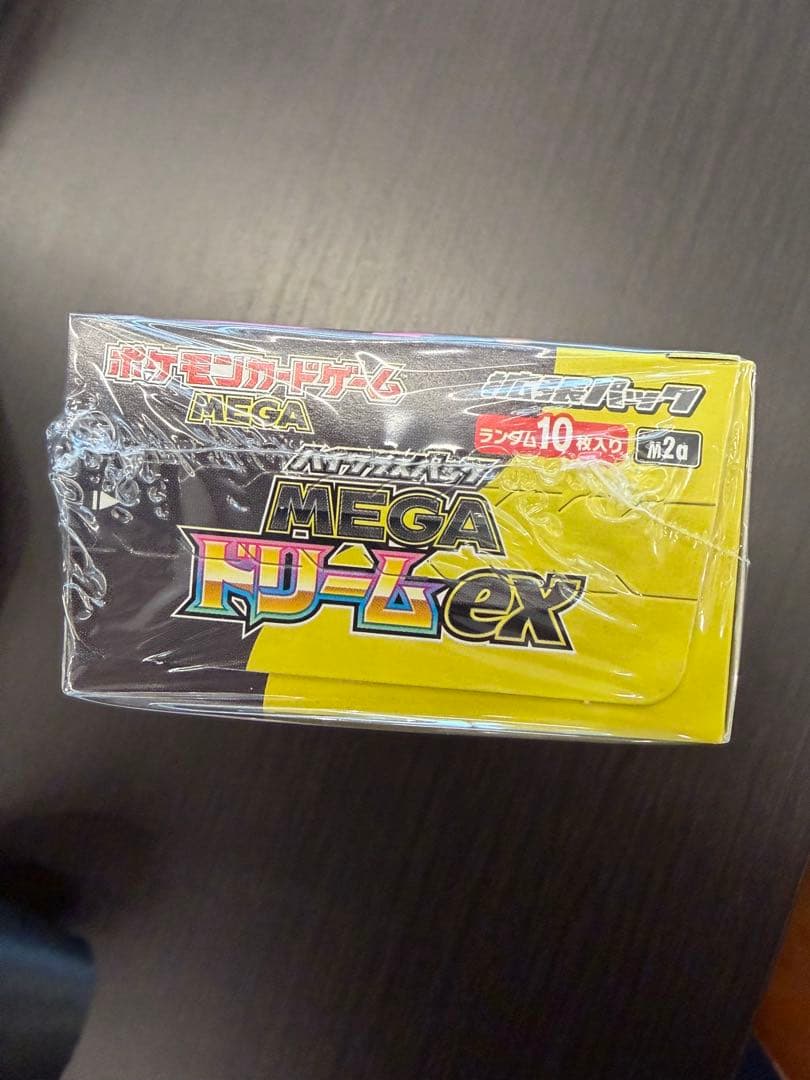 ポケモンカードゲーム
MEGA
拡張パック
ランダム10枚入り
M2a
ハイクラスパック
MEGA
ドリームex